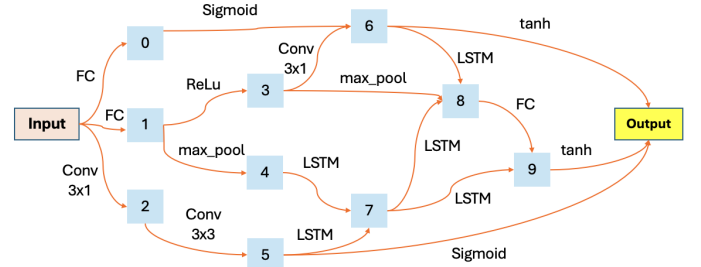 Sigmoid
tanh
6
0
Conv
3x1
LSTM
FC
ReLu
max_pool
3
8
FC
FC
Input
1
Output
max_pool
LSTM
LSTM
tanh
4
9
Conv
3x1
LSTM
2
7
Conv
3x3
LSTM
5
Sigmoid